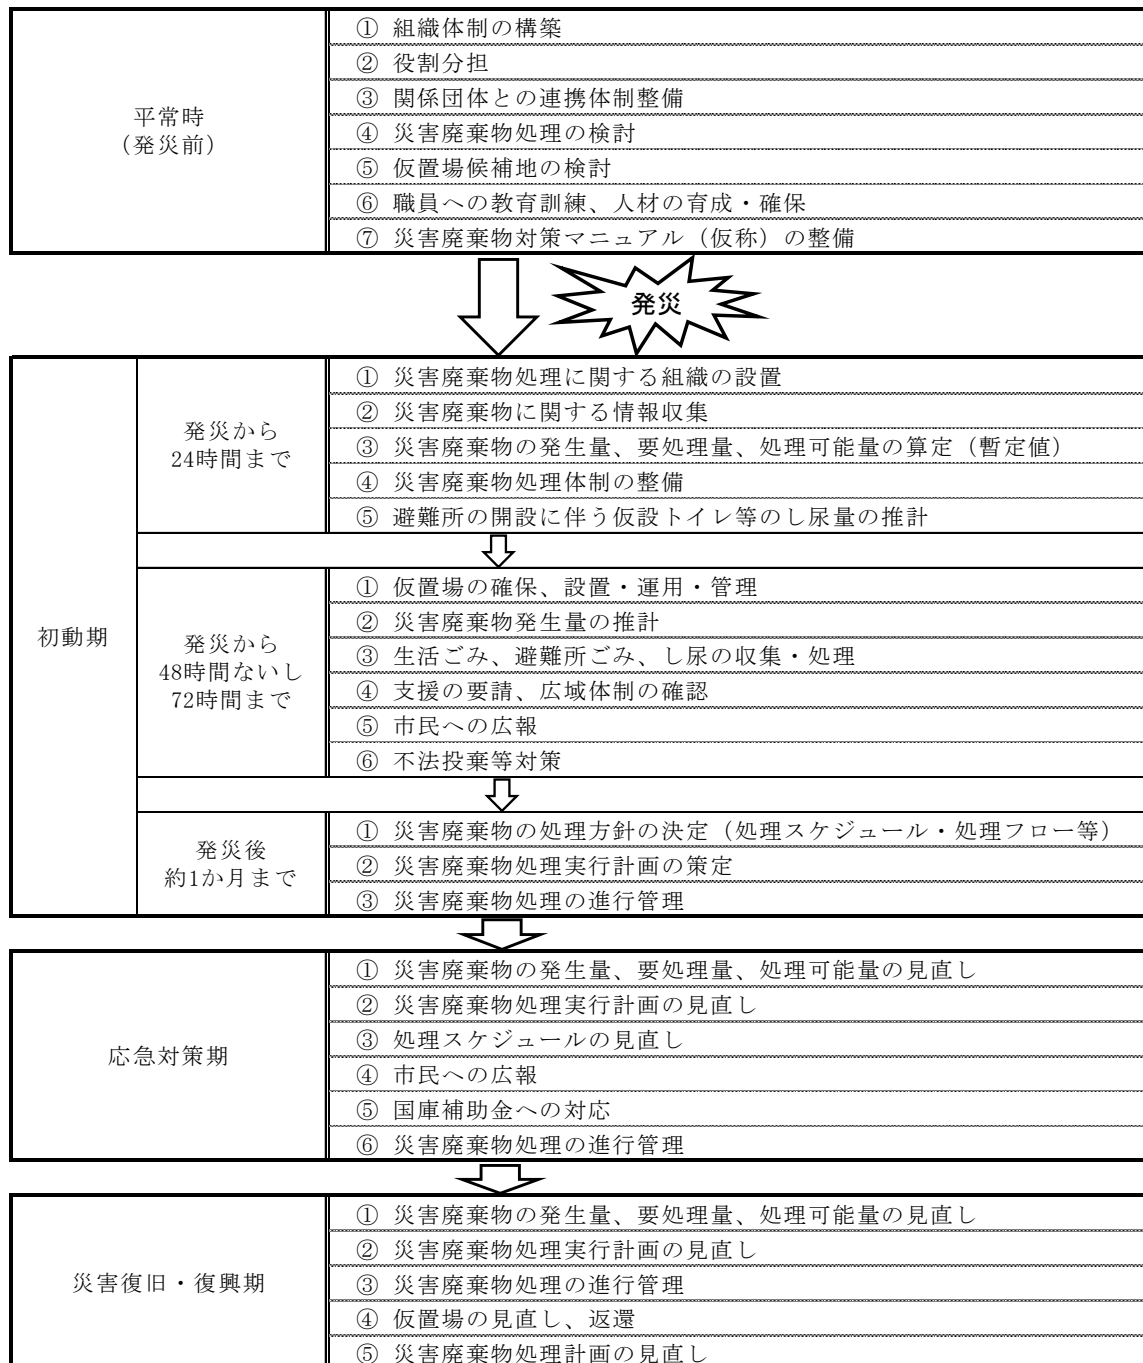 平常時
(発災前)
① 組織体制の構築
② 役割分担
③ 関係団体との連携体制整備
④ 災害廃棄物処理の検討
⑤ 仮置場候補地の検討
⑥ 職員への教育訓練、人材の育成・確保
⑦ 災害廃棄物対策マニュアル（仮称）の整備
発災
初動期
発災から
24時間まで
① 災害廃棄物処理に関する組織の設置
② 災害廃棄物に関する情報収集
③ 災害廃棄物の発生量、要処理量、処理可能量の算定（暫定値）
④ 災害廃棄物処理体制の整備
⑤ 避難所の開設に伴う仮設トイレ等のし尿量の推計
発災から
48時間ないし
72時間まで
① 仮置場の確保、設置・運用・管理
② 災害廃棄物発生量の推計
③ 生活ごみ、避難所ごみ、し尿の収集・処理
④ 支援の要請、広域体制の確認
⑤ 市民への広報
⑥ 不法投棄等対策
発災後
約1か月まで
① 災害廃棄物の処理方針の決定（処理スケジュール・処理フロー等）
② 災害廃棄物処理実行計画の策定
③ 災害廃棄物処理の進行管理
応急対策期
① 災害廃棄物の発生量、要処理量、処理可能量の見直し
② 災害廃棄物処理実行計画の見直し
③ 処理スケジュールの見直し
④ 市民への広報
⑤ 国庫補助金への対応
⑥ 災害廃棄物処理の進行管理
災害復旧・復興期
① 災害廃棄物の発生量、要処理量、処理可能量の見直し
② 災害廃棄物処理実行計画の見直し
③ 災害廃棄物処理の進行管理
④ 仮置場の見直し、返還
⑤ 災害廃棄物処理計画の見直し